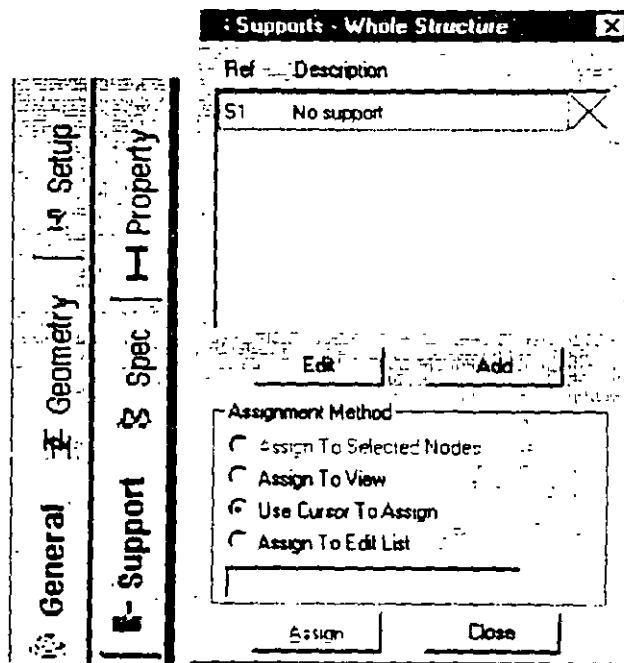 Setup
Geometry
General
Property
Spec
Support
Supports - Whole Structure
Ref Description
S1 No support
Edit Add
Assignment Method
Assign To Selected Nodes
Assign To View
Use Cursor To Assign
Assign To Edit List
Assign Close